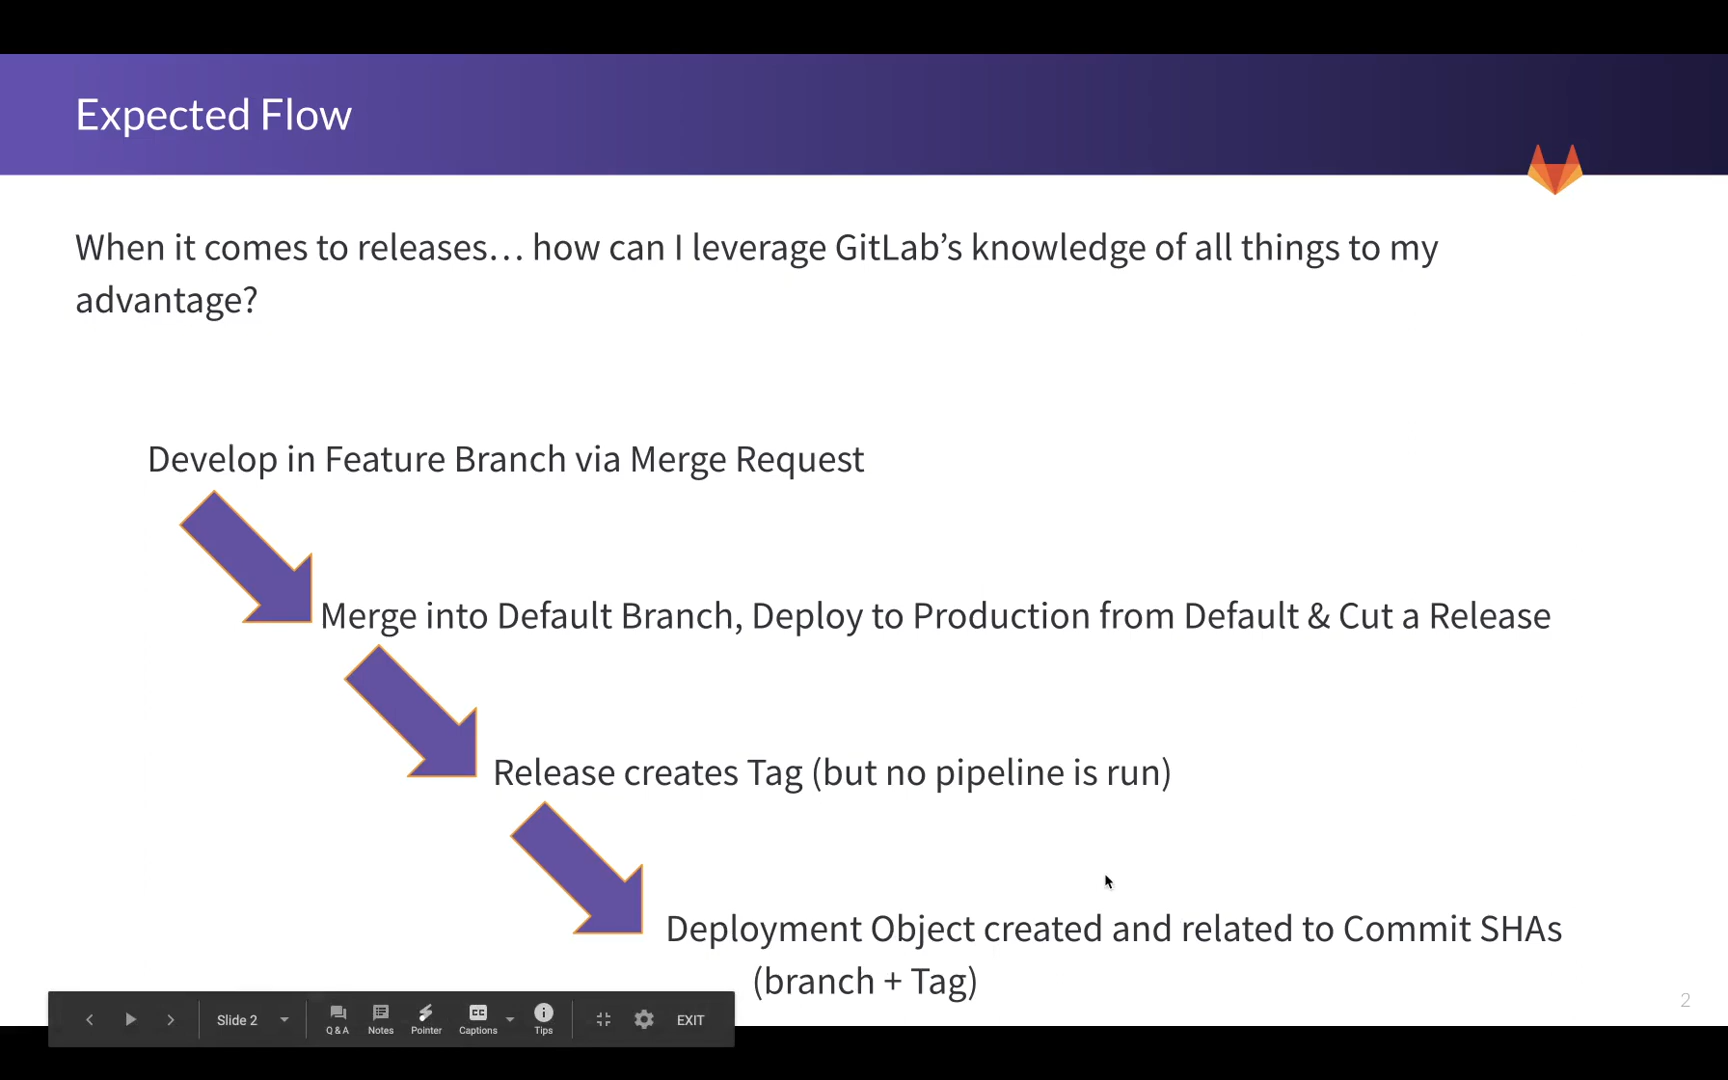 Expected Flow
When it comes to releases… how can I leverage GitLab’s knowledge of all things to my
advantage?
Develop in Feature Branch via Merge Request
Merge into Default Branch, Deploy to Production from Default & Cut a Release
Release creates Tag (but no pipeline is run)
Deployment Object created and related to Commit SHAs
(branch + Tag)
2
Slide 2
Q & A
Notes
Pointer
CC
Captions
Tips
EXIT